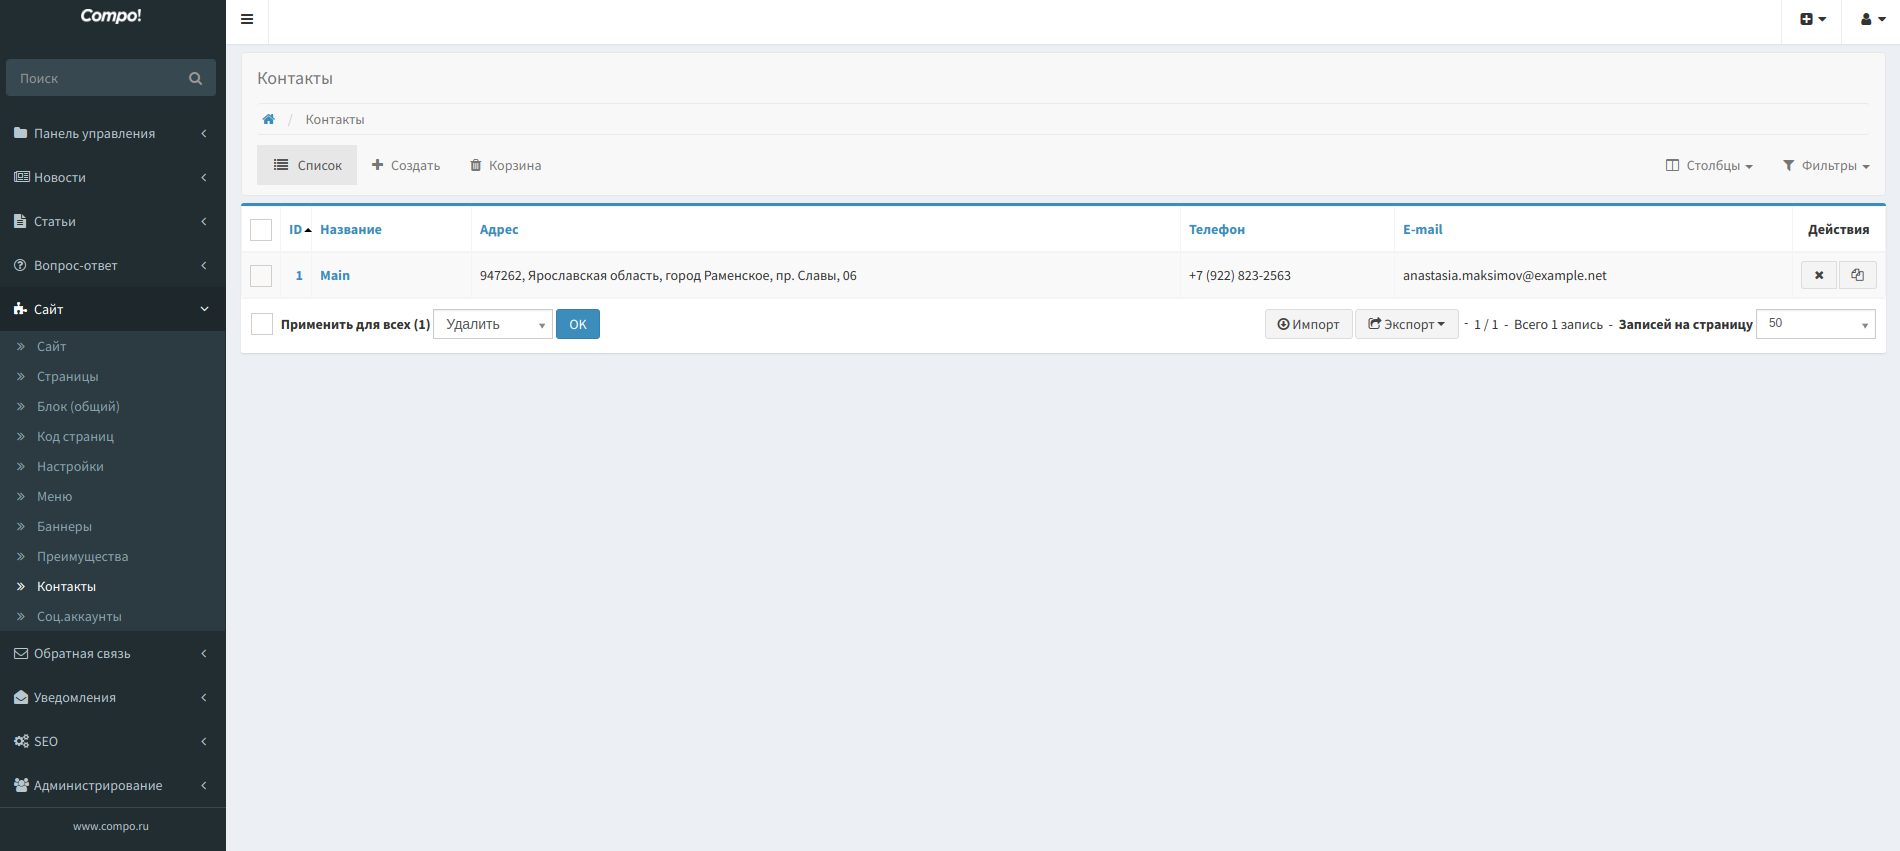 Compo!
Поиск
Панель управления
Новости
Статьи
Вопрос-ответ
Сайт
Сайт
Страницы
Блок (общий)
Код страниц
Настройки
Меню
Баннеры
Преимущества
Контакты
Соц.аккаунты
Обратная связь
Уведомления
SEO
Администрирование
www.compo.ru
Контакты
/ Контакты
Список Создать Корзина Столбцы Фильтры
ID Название Адрес Телефон E-mail Действия
1 Main 947262, Ярославская область, город Раменское, пр. Славы, 06 +7 (922) 823-2563 anastasia.maksimov@example.net
Применить для всех (1) Удалить OK Импорт Экспорт - 1 / 1 - Всего 1 запись - Записей на страницу 50